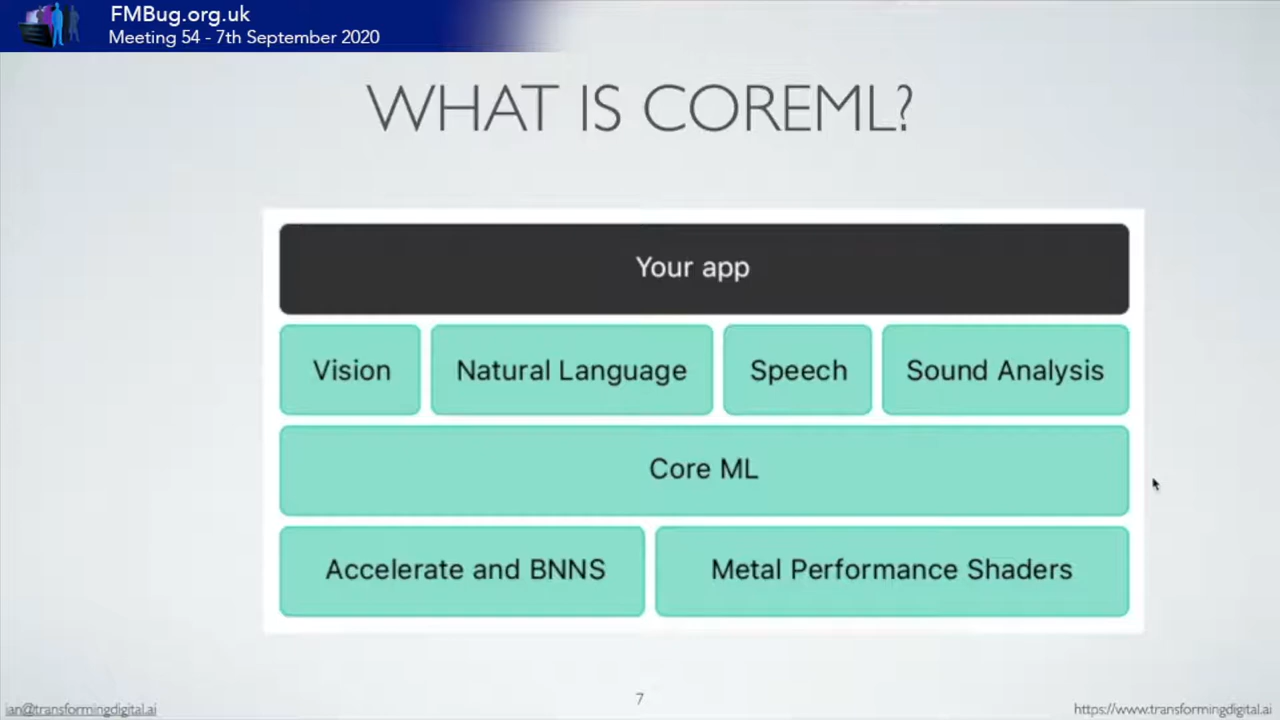 FMBug.org.uk
Meeting 54 - 7th September 2020
WHAT IS COREML?
Your app
Vision
Natural Language
Speech
Sound Analysis
Core ML
Accelerate and BNNS
Metal Performance Shaders
ian@transformingdigital.ai
7
https://www.transformingdigital.ai